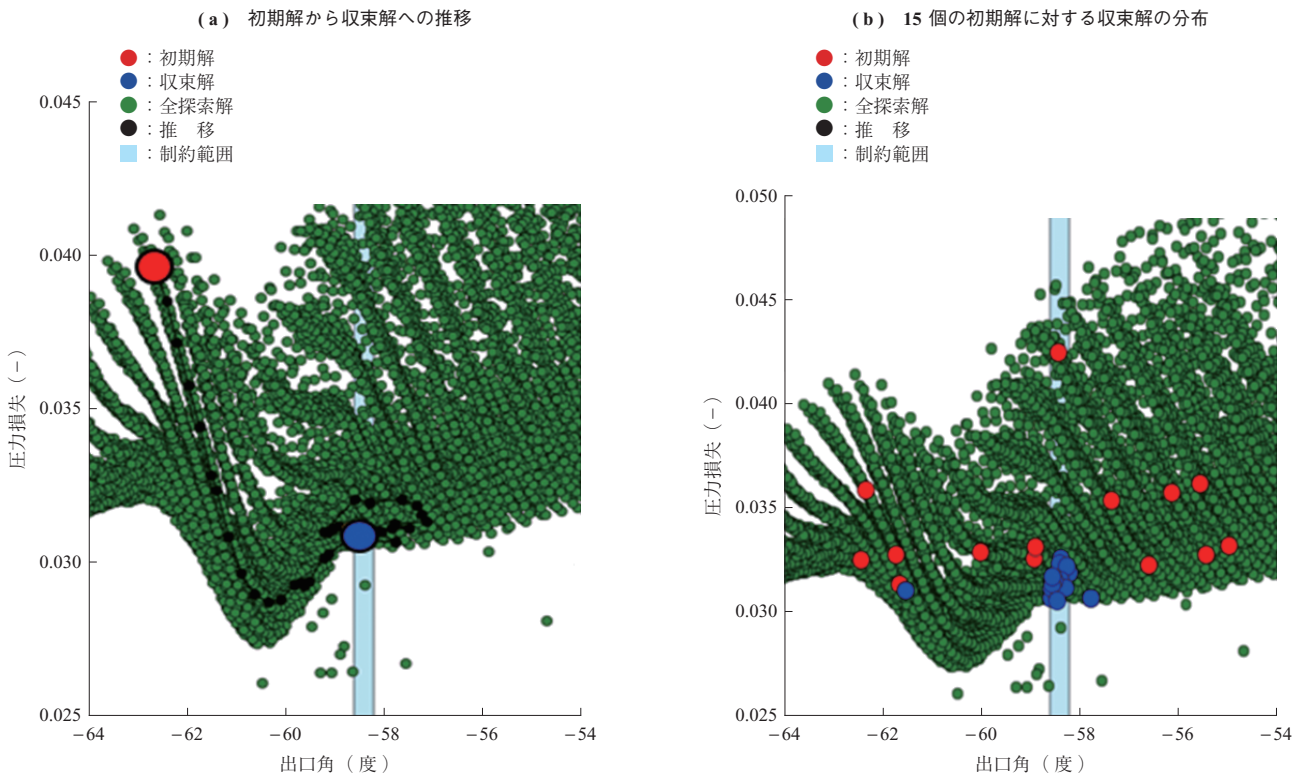 ( a ) 初期解から収束解への推移
：初期解
：収束解
：全探索解
：推　移
：制約範囲
0.045
0.040
0.035
0.030
0.025
圧力損失 ( − )
−64
−62
−60
−58
−56
−54
出口角 ( 度 )
( b ) 15 個の初期解に対する収束解の分布
：初期解
：収束解
：全探索解
：推　移
：制約範囲
0.050
0.045
0.040
0.035
0.030
0.025
圧力損失 ( − )
−64
−62
−60
−58
−56
−54
出口角 ( 度 )